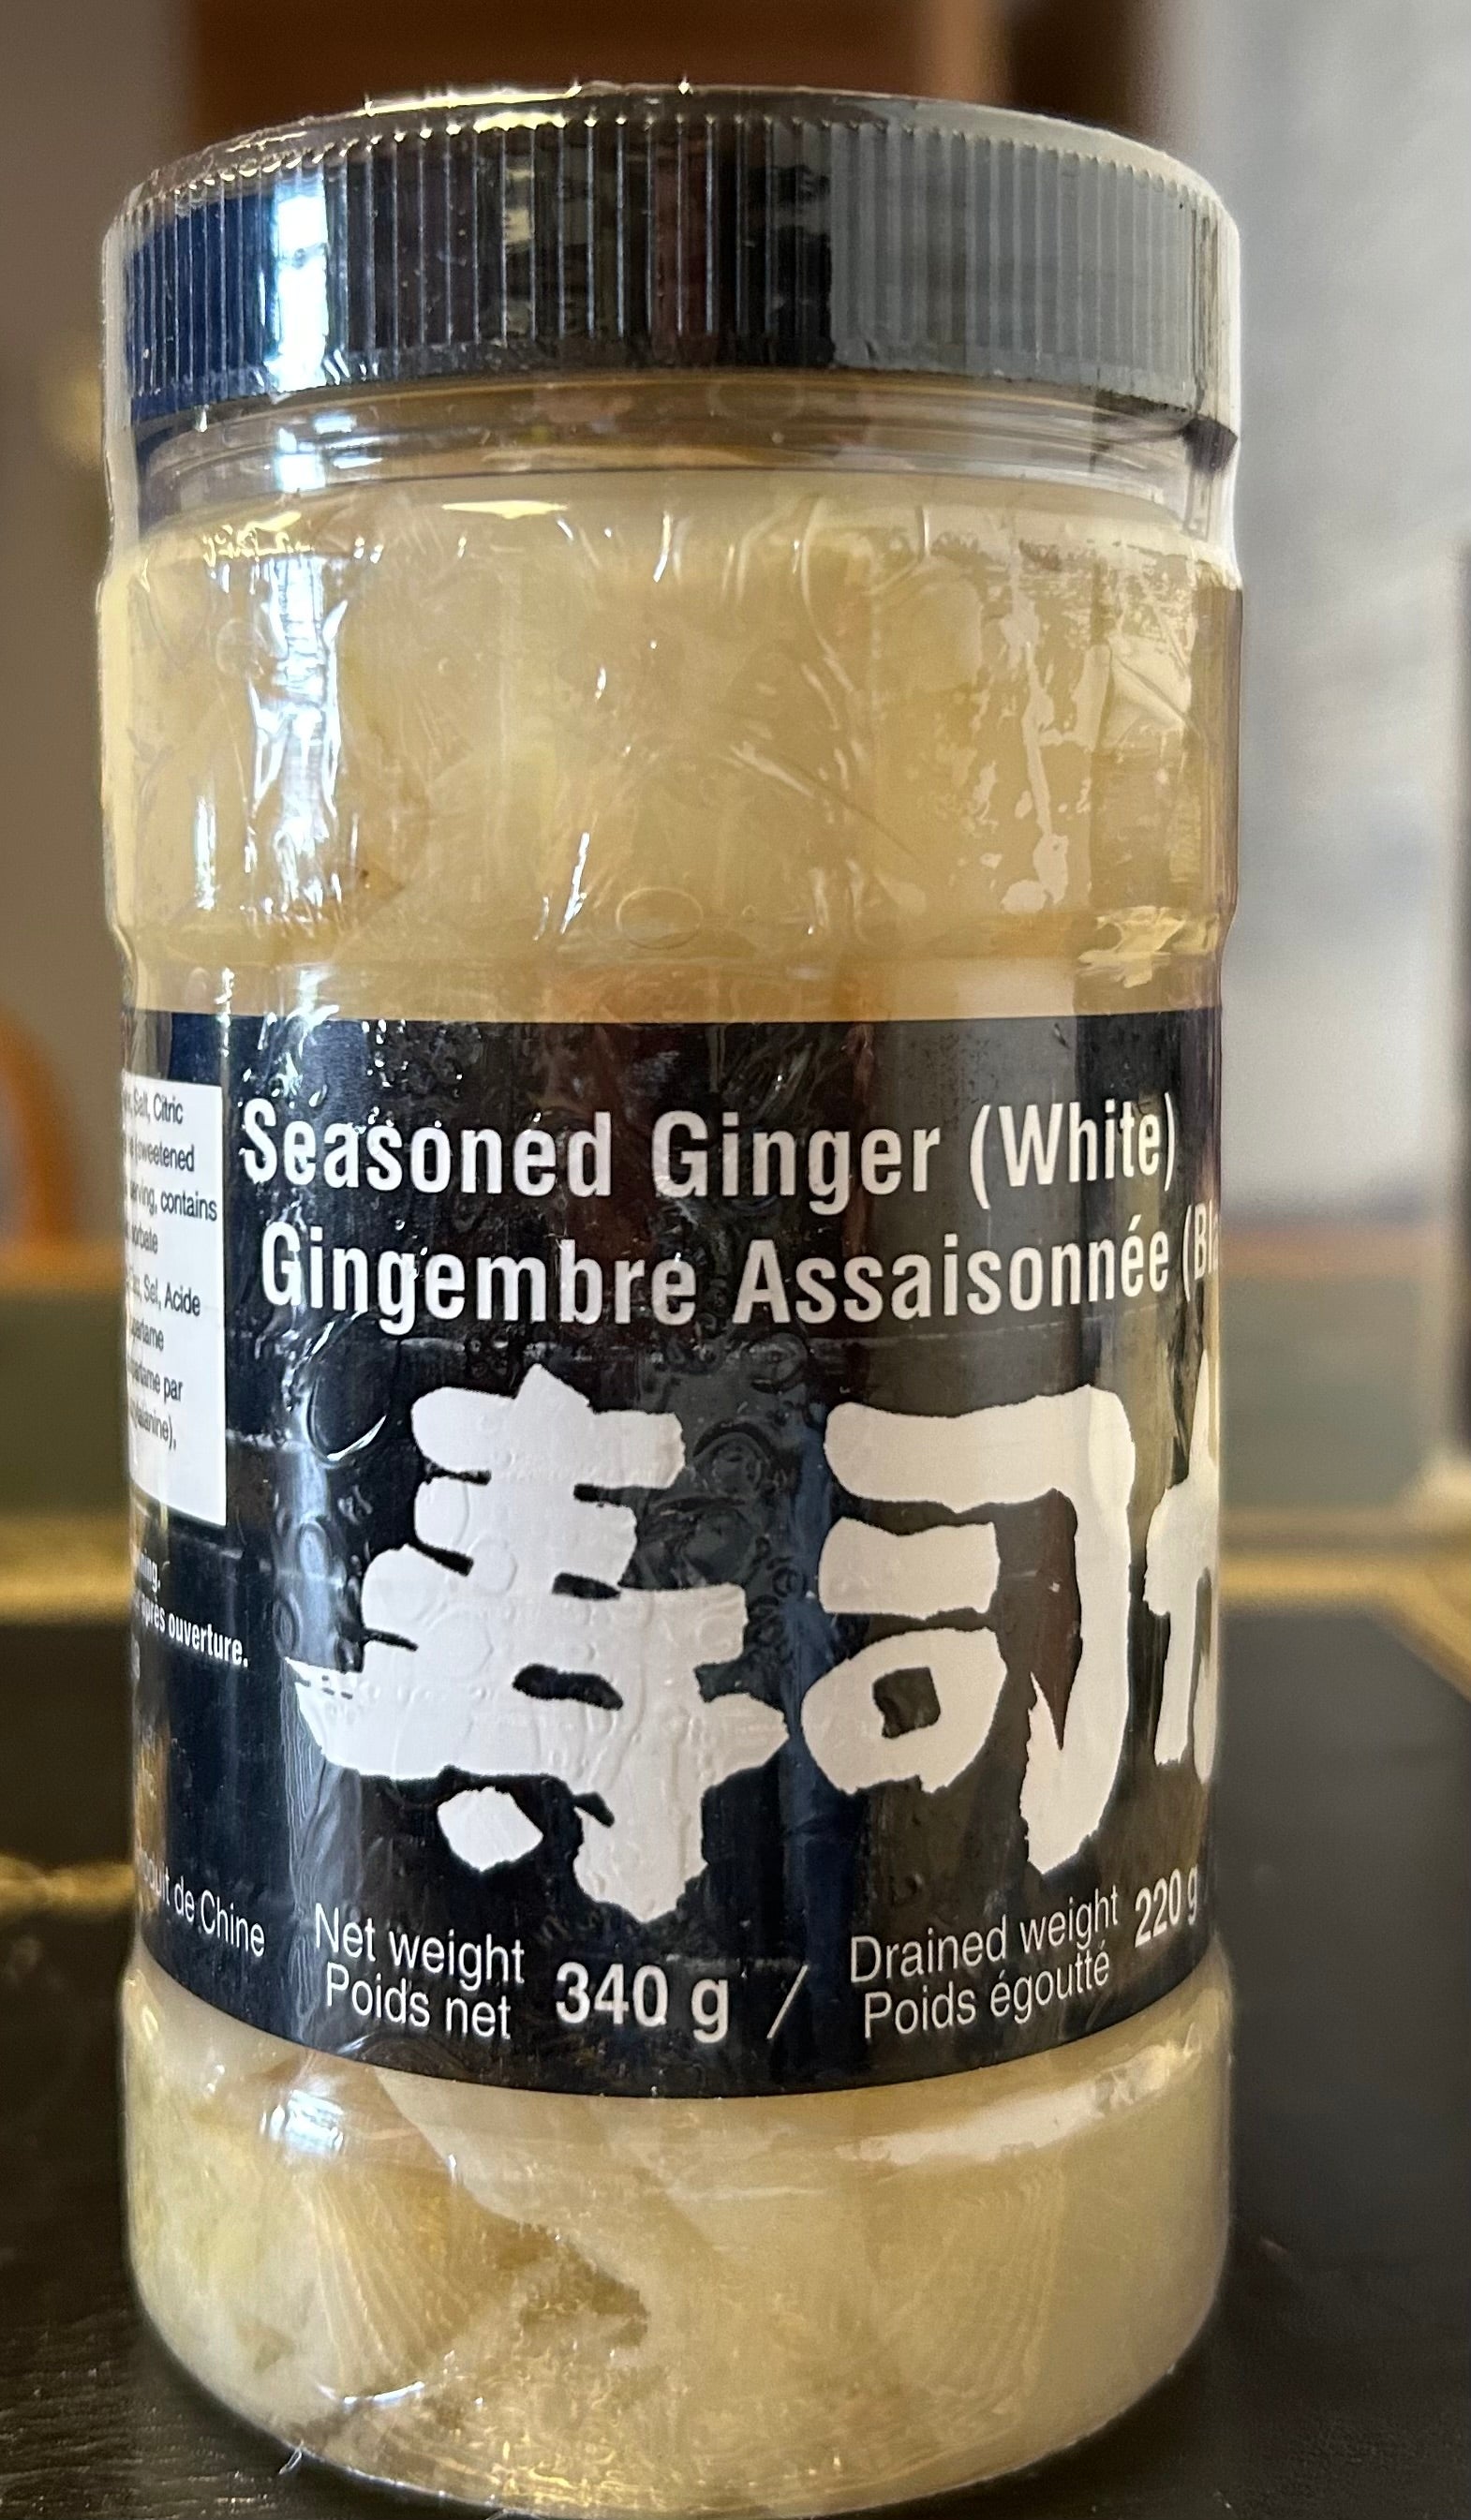 Salt, Citric
sweetened
contains
Sel, Acide
par
Seasoned Ginger (White)
Gingembre Assaisonnée
寿司
après ouverture.
de Chine
Net weight
Poids net
340 g /
Drained weight
Poids égoutté
220 g